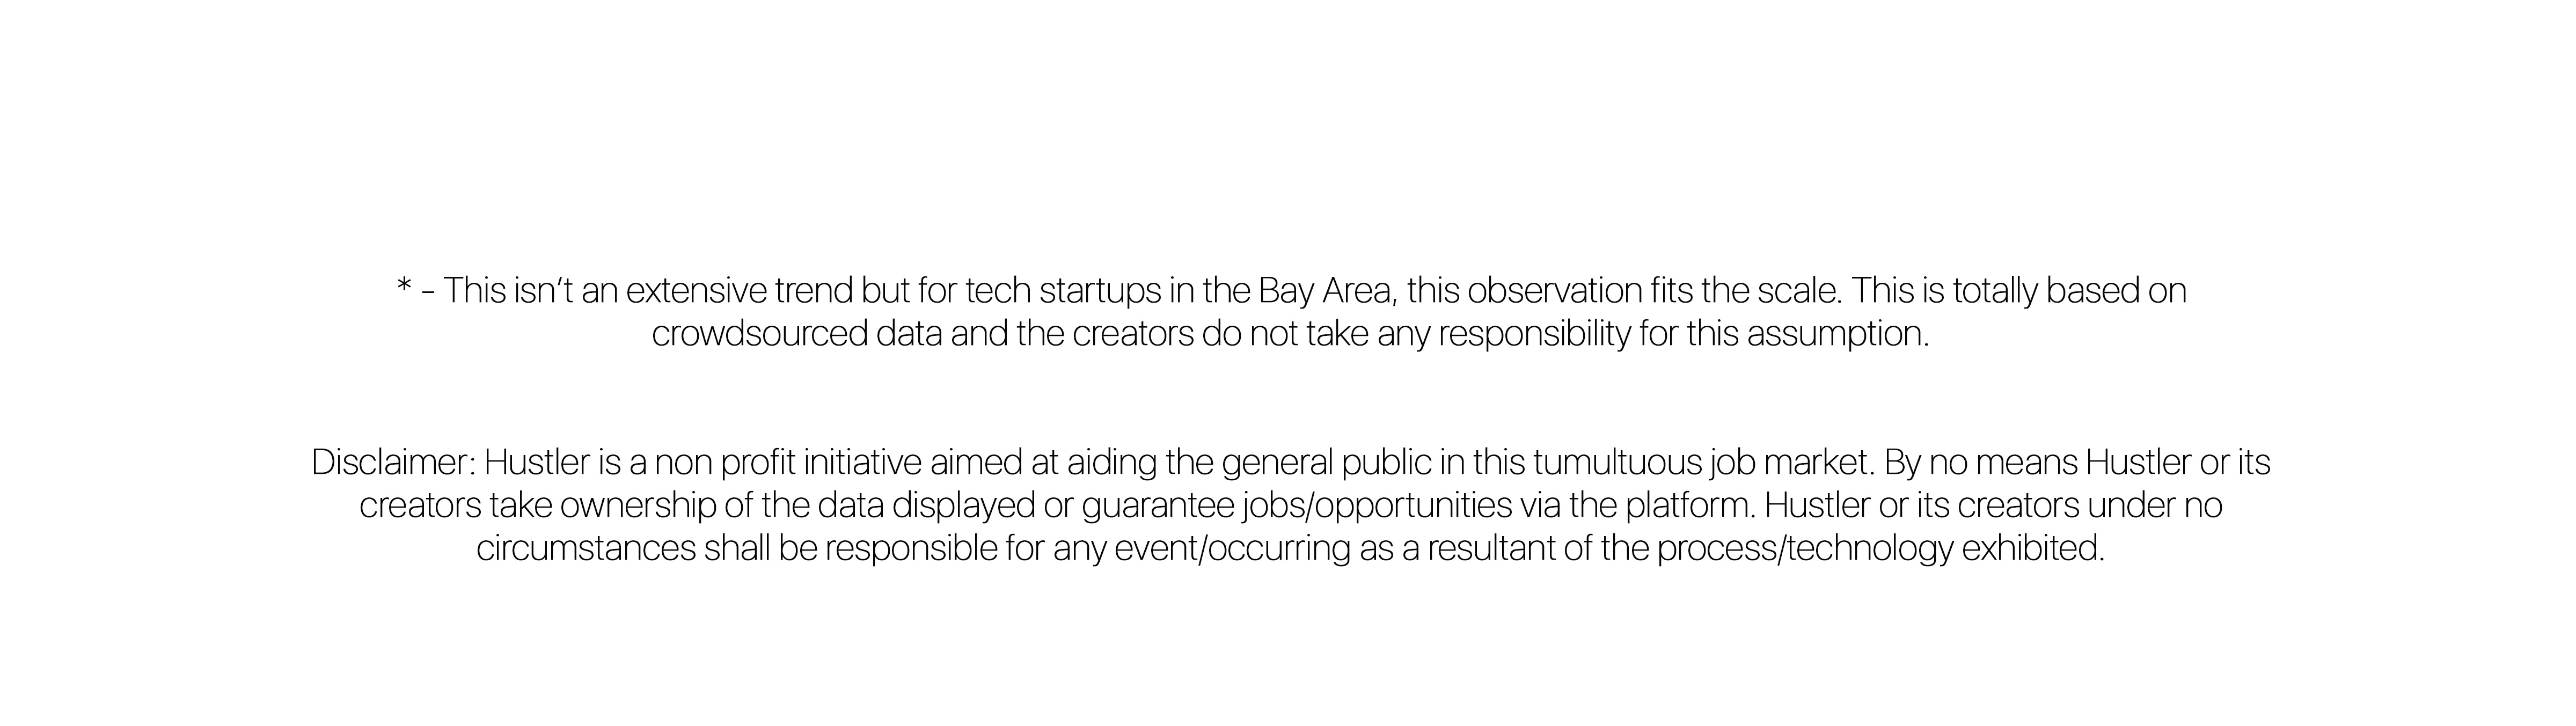 * - This isn’t an extensive trend but for tech startups in the Bay Area, this observation fits the scale. This is totally based on
crowdsourced data and the creators do not take any responsibility for this assumption.
Disclaimer: Hustler is a non profit initiative aimed at aiding the general public in this tumultuous job market. By no means Hustler or its
creators take ownership of the data displayed or guarantee jobs/opportunities via the platform. Hustler or its creators under no
circumstances shall be responsible for any event/occurring as a resultant of the process/technology exhibited.